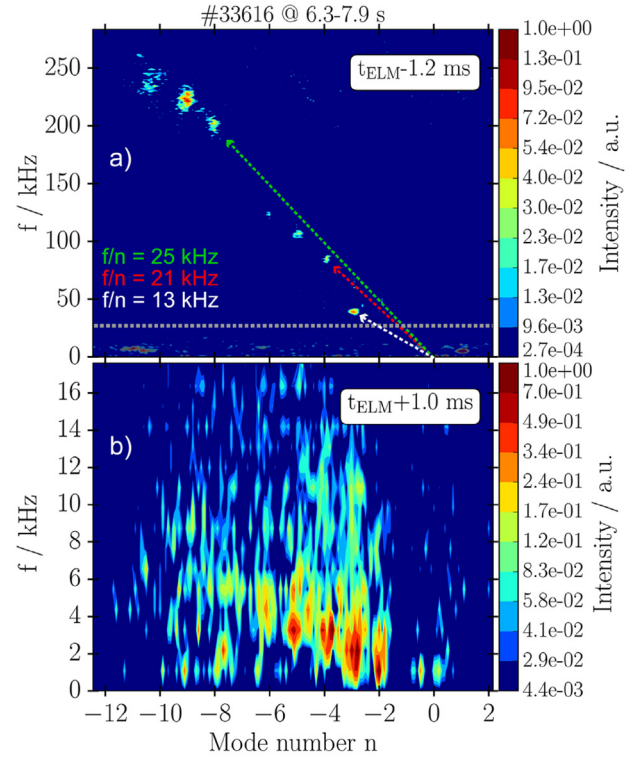 #33616 @ 6.3-7.9 s
t_ELM-1.2 ms
a)
f / kHz
250
200
150
100
50
0
f/n = 25 kHz
f/n = 21 kHz
f/n = 13 kHz
1.0e+00
1.3e-01
9.5e-02
7.2e-02
5.4e-02
4.0e-02
3.0e-02
2.3e-02
1.7e-02
1.3e-02
9.6e-03
2.7e-04
Intensity / a.u.
t_ELM+1.0 ms
b)
f / kHz
16
14
12
10
8
6
4
2
0
1.0e+00
7.0e-01
4.9e-01
3.4e-01
2.4e-01
1.7e-01
1.2e-01
8.3e-02
5.8e-02
4.1e-02
2.9e-02
4.4e-03
Intensity / a.u.
−12 −10 −8 −6 −4 −2 0 2
Mode number n